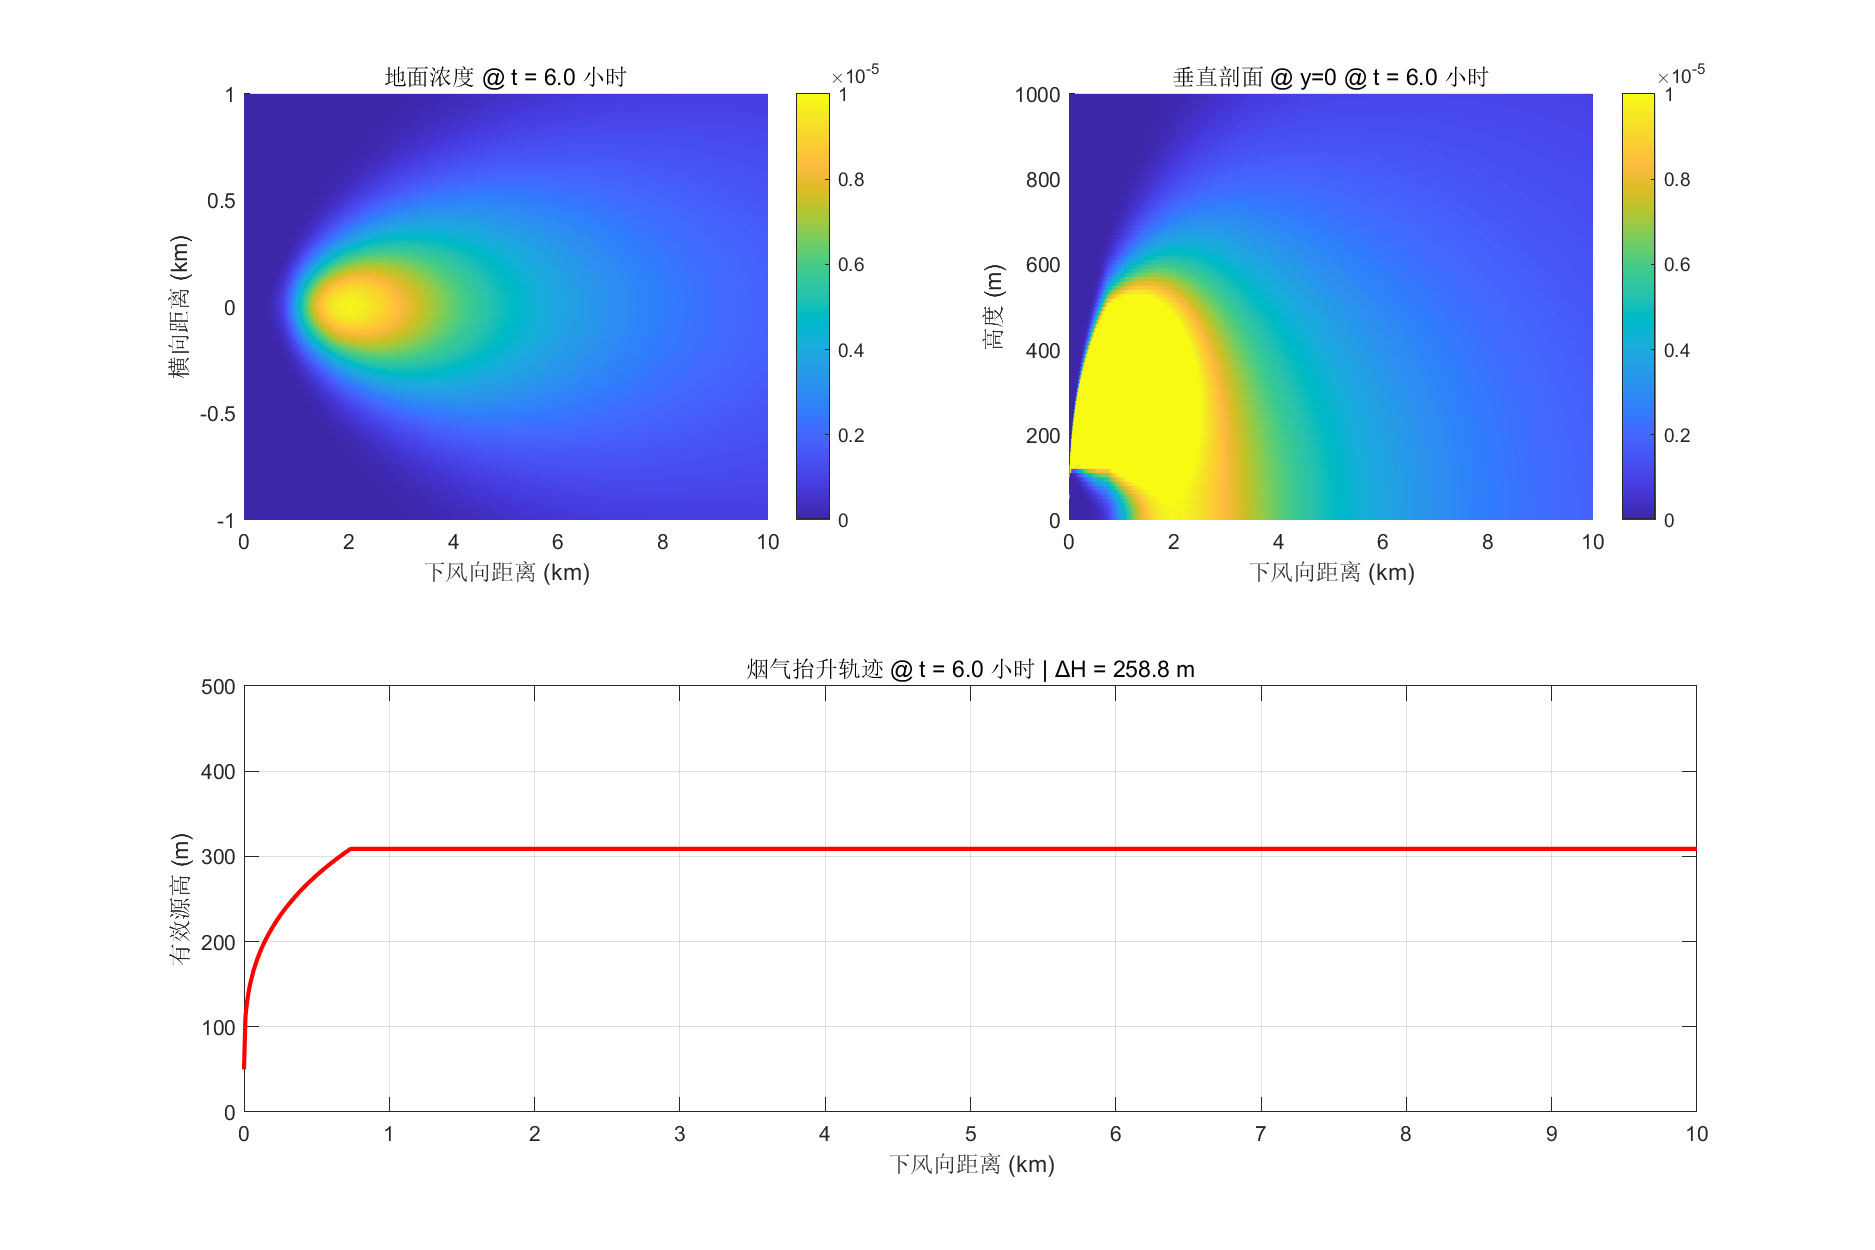 地面浓度 @ t = 6.0 小时
×10-5
1
0.5
0
-0.5
-1
横向距离 (km)
0 2 4 6 8 10
下风向距离 (km)
1
0.8
0.6
0.4
0.2
0
垂直剖面 @ y=0 @ t = 6.0 小时
×10-5
1000
800
600
400
200
0
高度 (m)
0 2 4 6 8 10
下风向距离 (km)
1
0.8
0.6
0.4
0.2
0
烟气抬升轨迹 @ t = 6.0 小时 | ΔH = 258.8 m
500
400
300
200
100
0
有效源高 (m)
0 1 2 3 4 5 6 7 8 9 10
下风向距离 (km)